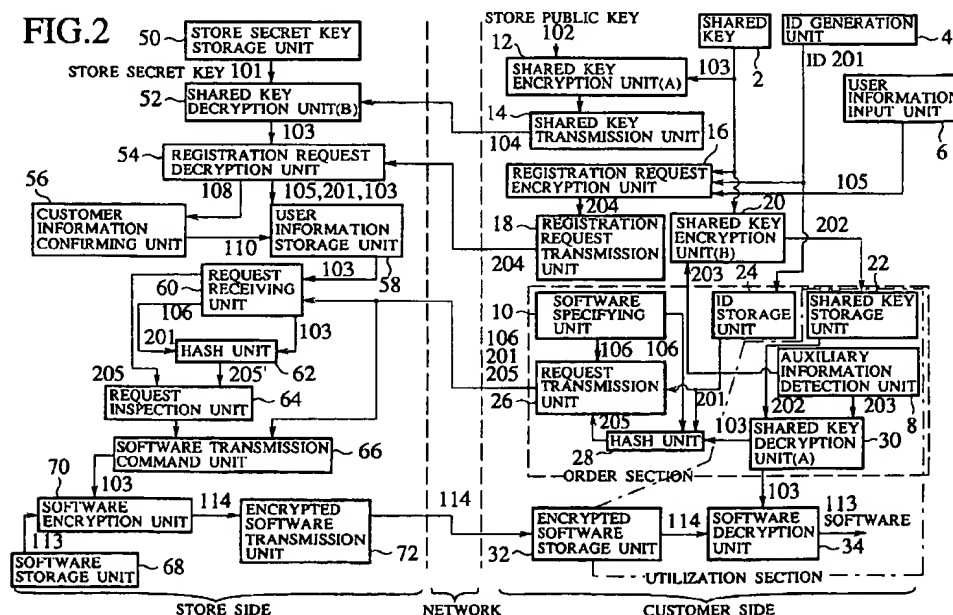 FIG.2
50
STORE SECRET KEY
STORAGE UNIT
STORE SECRET KEY 101
52
SHARED KEY
DECRYPTION UNIT(B)
103
54
REGISTRATION REQUEST
DECRYPTION UNIT
108
105,201,103
56
CUSTOMER
INFORMATION
CONFIRMING UNIT
110
USER
INFORMATION
STORAGE UNIT
58
103
60
REQUEST
RECEIVING
UNIT
106
201
103
HASH UNIT
62
205
205'
REQUEST
INSPECTION UNIT
64
SOFTWARE TRANSMISSION
COMMAND UNIT
66
103
70
SOFTWARE
ENCRYPTION UNIT
114
ENCRYPTED
SOFTWARE
TRANSMISSION
UNIT
72
113
SOFTWARE
STORAGE UNIT
68
STORE SIDE
NETWORK
CUSTOMER SIDE
STORE PUBLIC KEY
102
12
SHARED KEY
ENCRYPTION UNIT(A)
103
SHARED
KEY
2
ID GENERATION
UNIT
4
ID 201
USER
INFORMATION
INPUT UNIT
6
14
104
SHARED KEY
TRANSMISSION UNIT
16
REGISTRATION REQUEST
ENCRYPTION UNIT
105
204
18
204
REGISTRATION
REQUEST
TRANSMISSION
UNIT
20
SHARED KEY
ENCRYPTION
UNIT(B)
202
203
24
22
10
SOFTWARE
SPECIFYING
UNIT
ID STORAGE
UNIT
SHARED KEY
STORAGE UNIT
106
201
205
106
106
REQUEST
TRANSMISSION
UNIT
26
AUXILIARY
INFORMATION
DETECTION UNIT
8
201
202
203
205
HASH UNIT
28
103
SHARED KEY
DECRYPTION
UNIT(A)
30
ORDER SECTION
103
114
ENCRYPTED
SOFTWARE
STORAGE UNIT
32
114
SOFTWARE
DECRYPTION
UNIT
34
113
SOFTWARE
UTILIZATION SECTION